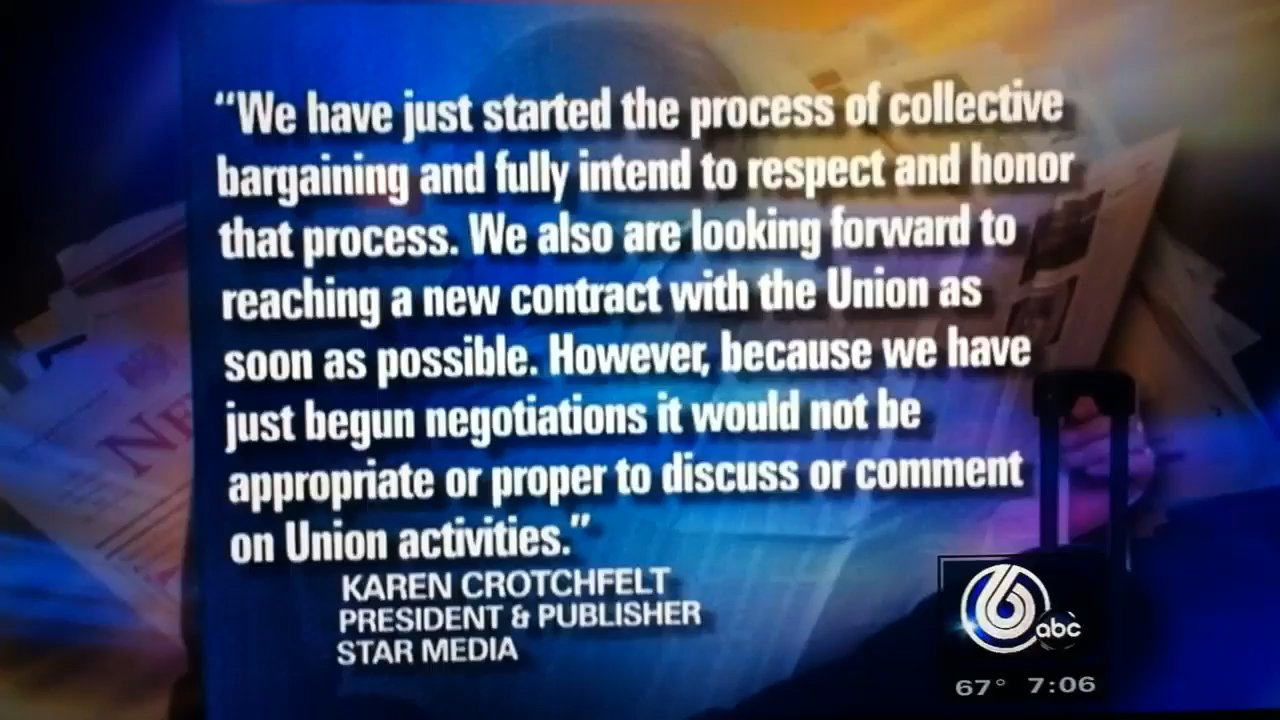 “We have just started the process of collective
bargaining and fully intend to respect and honor
that process. We also are looking forward to
reaching a new contract with the Union as
soon as possible. However, because we have
just begun negotiations it would not be
appropriate or proper to discuss or comment
on Union activities.”
KAREN CROTCHFELT
PRESIDENT & PUBLISHER
STAR MEDIA
6
abc
67° 7:06